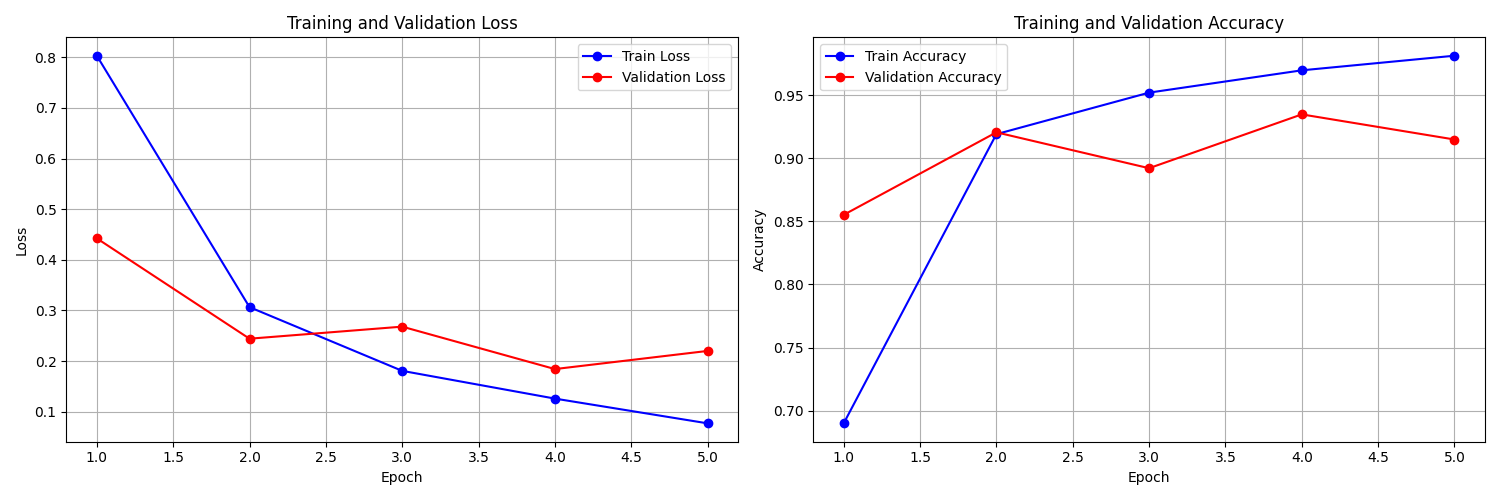 Training and Validation Loss
Train Loss
Validation Loss
0.8
0.7
0.6
0.5
0.4
0.3
0.2
0.1
Loss
1.0 1.5 2.0 2.5 3.0 3.5 4.0 4.5 5.0
Epoch
Training and Validation Accuracy
Train Accuracy
Validation Accuracy
0.95
0.90
0.85
0.80
0.75
0.70
Accuracy
1.0 1.5 2.0 2.5 3.0 3.5 4.0 4.5 5.0
Epoch